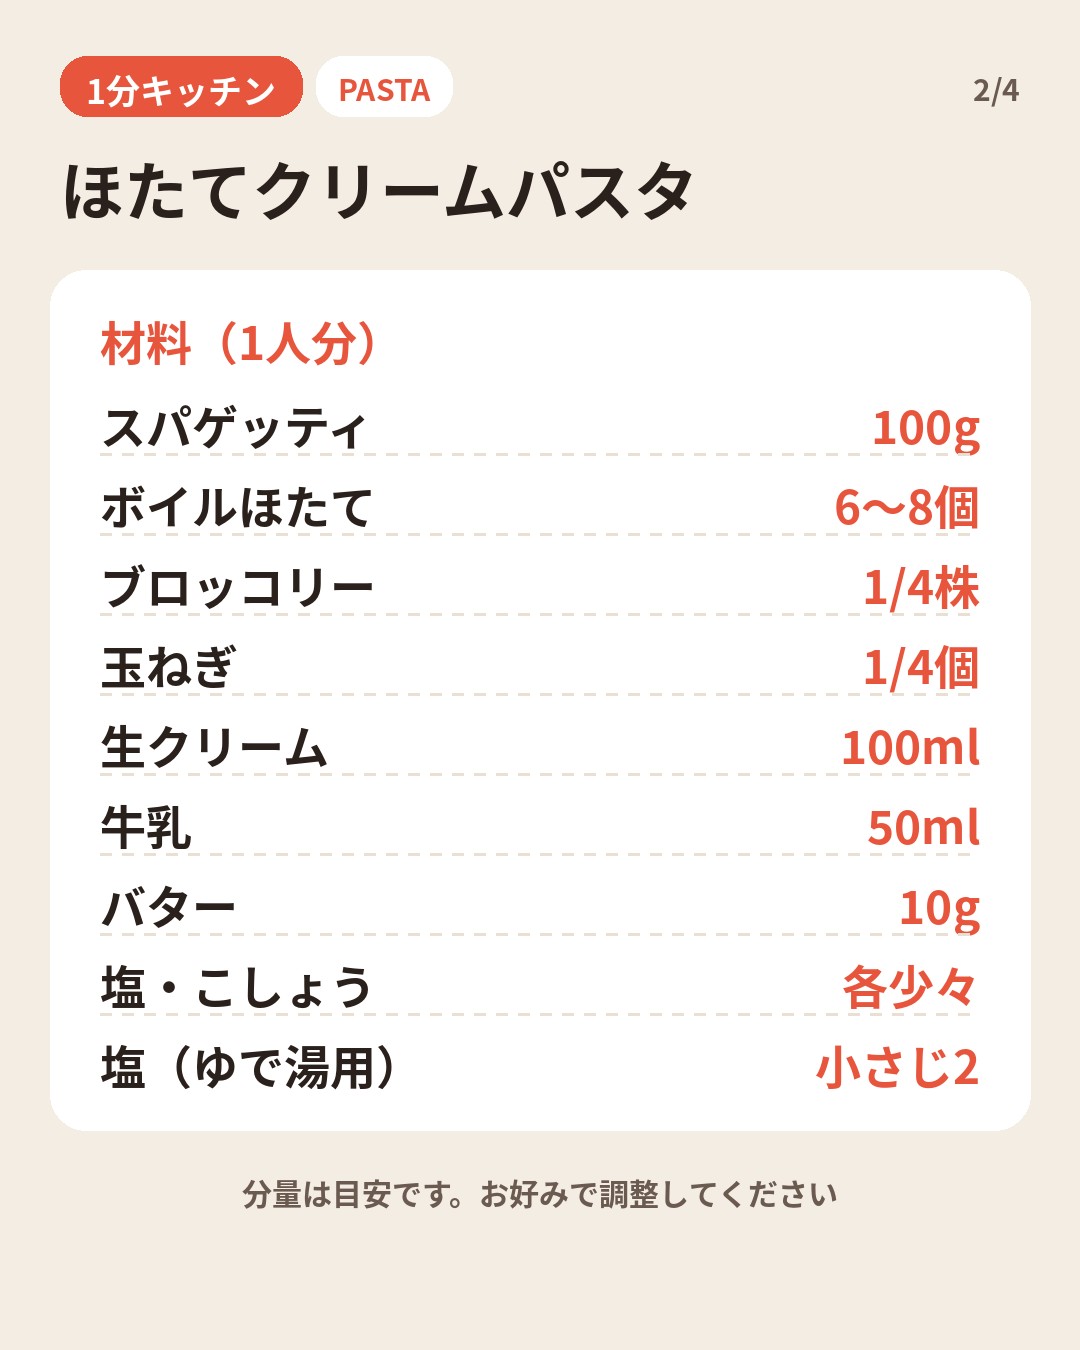 1分キッチン PASTA 2/4
ほたてクリームパスタ
材料（1人分）
スパゲッティ 100g
ボイルほたて 6〜8個
ブロッコリー 1/4株
玉ねぎ 1/4個
生クリーム 100ml
牛乳 50ml
バター 10g
塩・こしょう 各少々
塩（ゆで湯用） 小さじ2
分量は目安です。お好みで調整してください